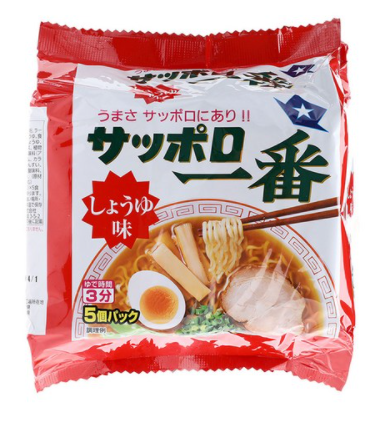 サッポロ一番
うまさ サッポロにあり!!
サッポロ
一番
しょうゆ
味
ゆで時間
3分
5個パック
調理例